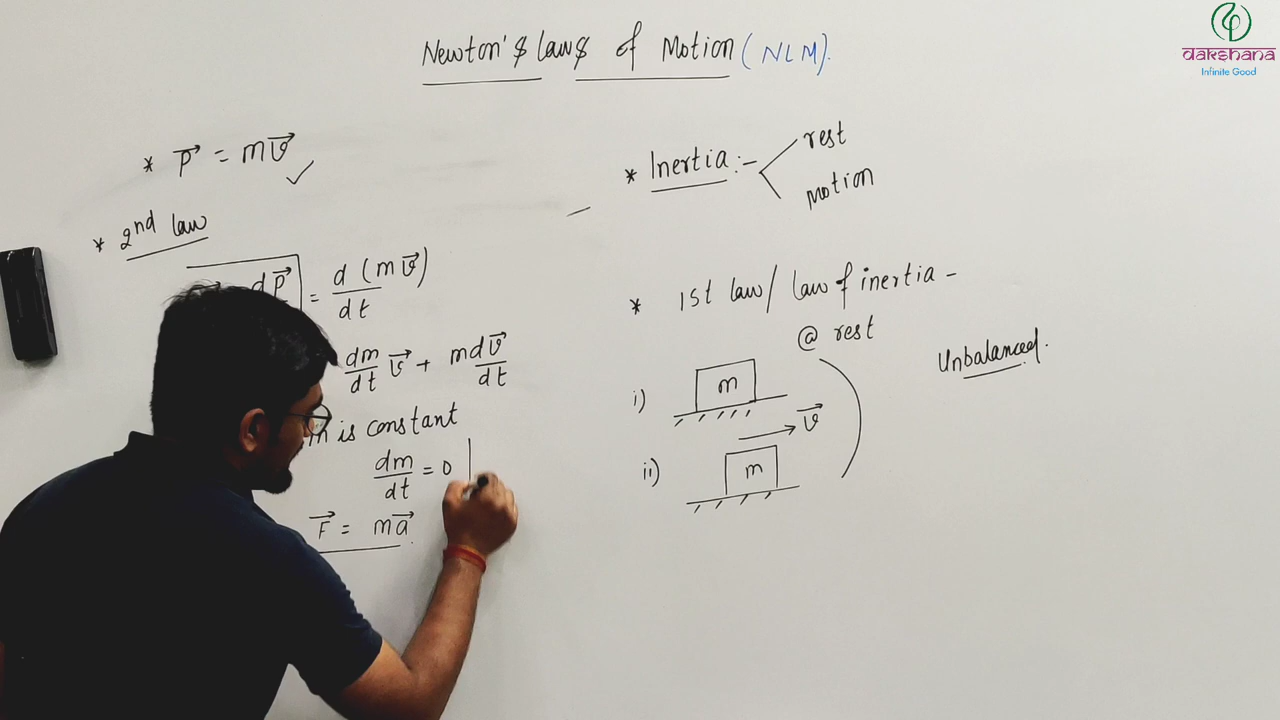 dakshana
Infinite Good
Newton's Laws of Motion (NLM).
* P⃗ = mv⃗ ✓
* 2nd law
dP⃗ = d (mv⃗)
dt
dm/dt v⃗ + mdv⃗/dt
m is constant
dm/dt = 0
F⃗ = ma⃗.
* Inertia :-
rest
motion
* 1st law / law of inertia -
@ rest
Unbalanced.
i)
m
v⃗
ii)
m